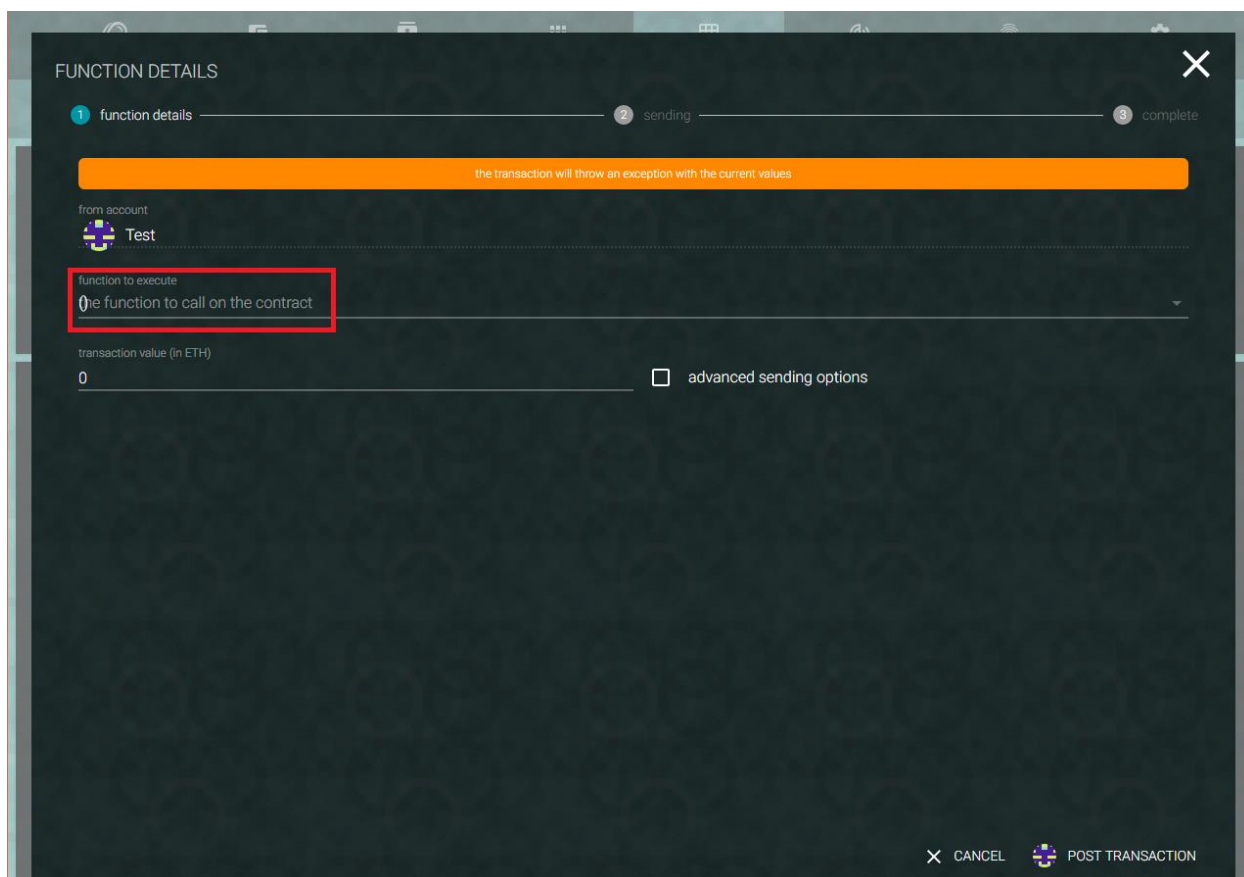 FUNCTION DETAILS
1 function details
2 sending
3 complete
the transaction will throw an exception with the current values
from account
Test
function to execute
()
the function to call on the contract
transaction value (in ETH)
0
advanced sending options
CANCEL
POST TRANSACTION